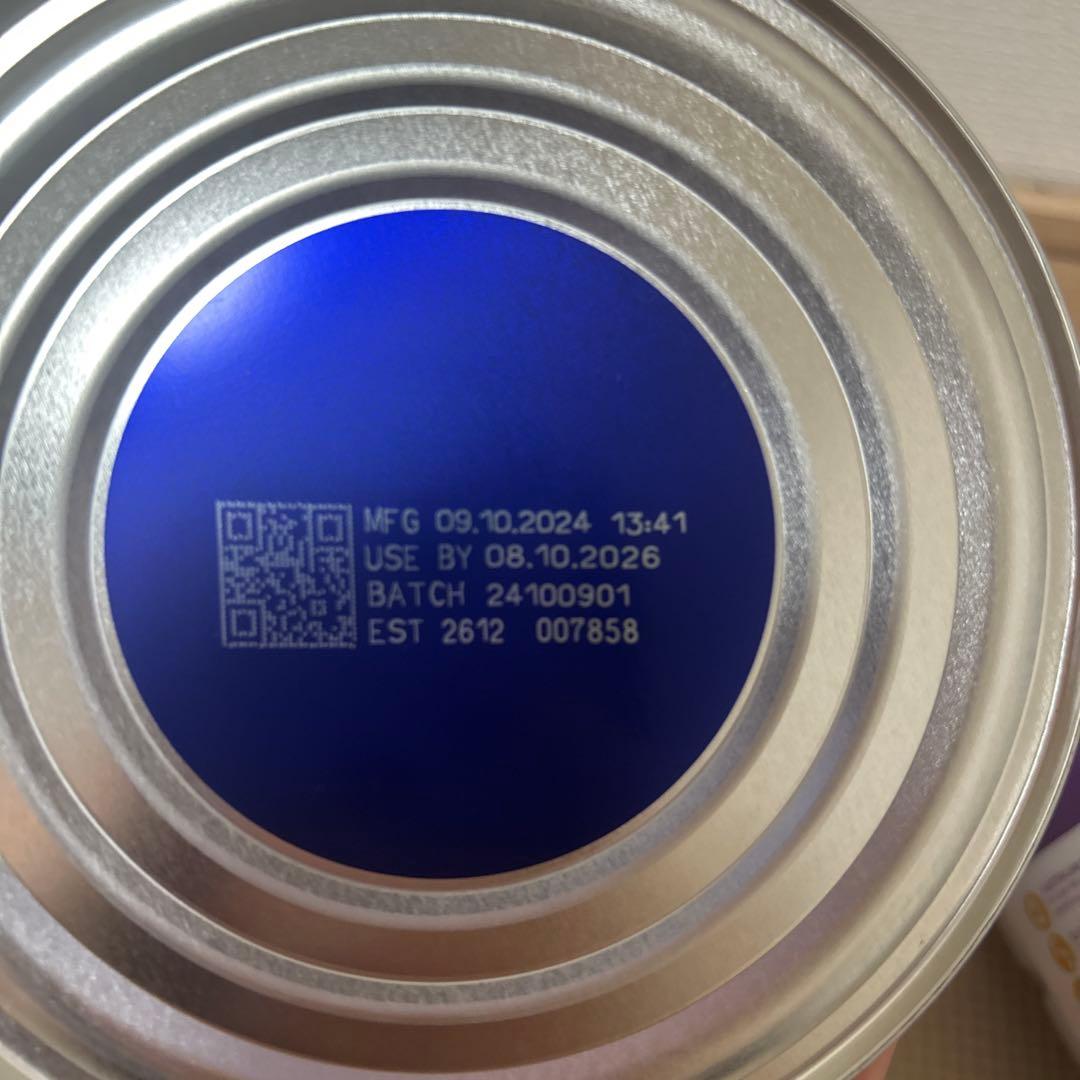 MFG 09.10.2024 13:41
USE BY 08.10.2026
BATCH 24100901
EST 2612 007858